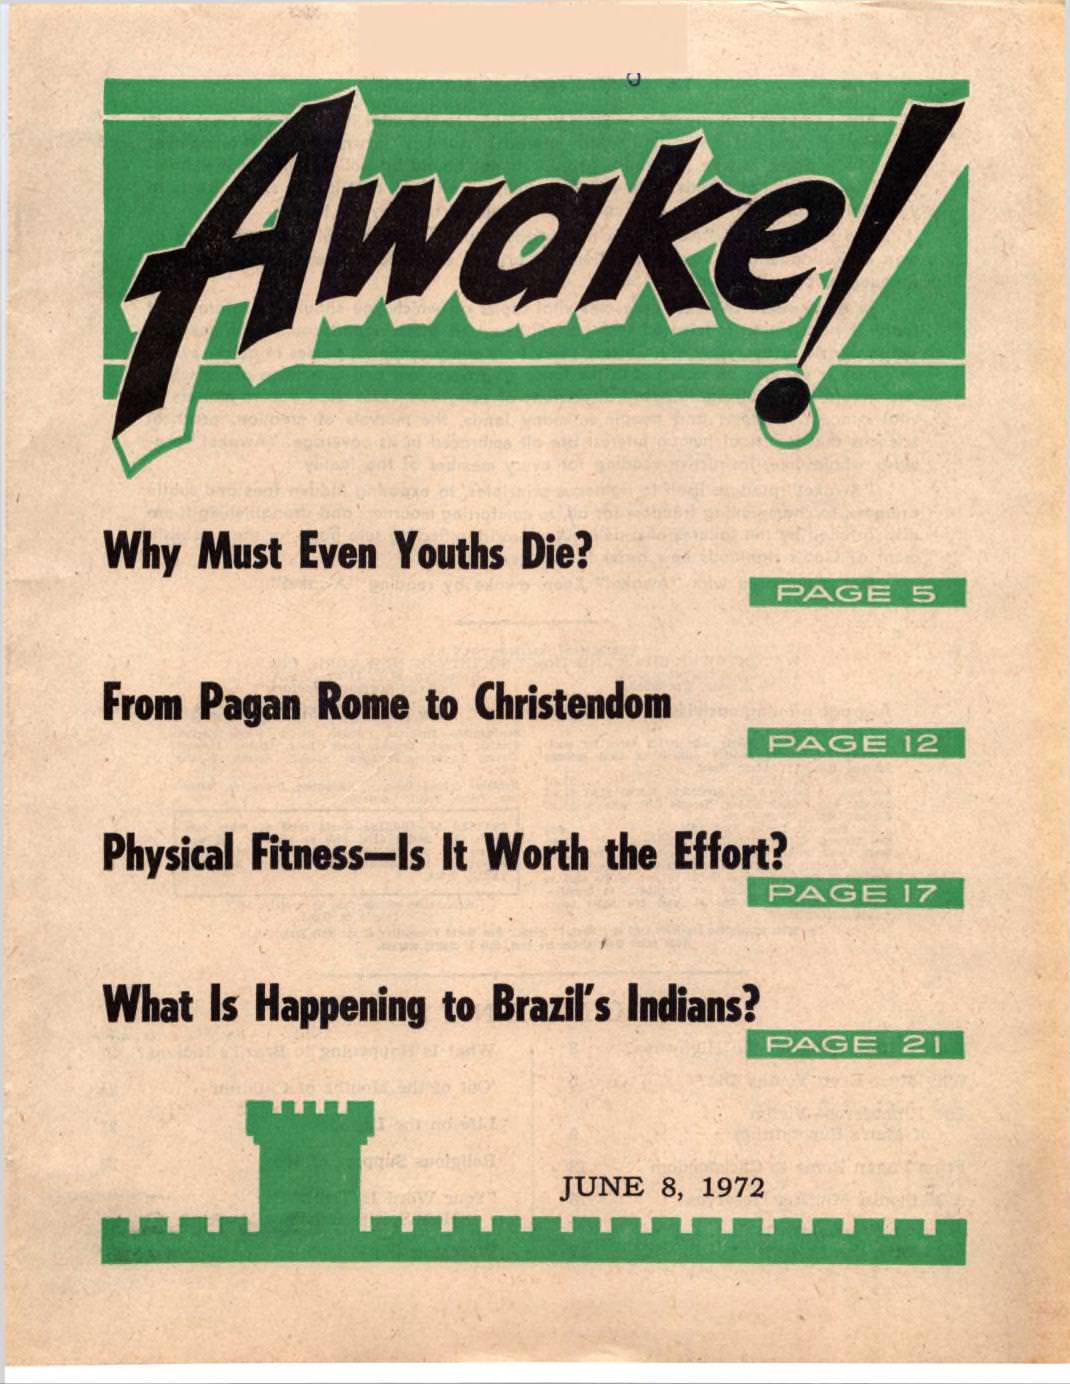 Awake!
Why Must Even Youths Die?
PAGE 5
From Pagan Rome to Christendom
PAGE 12
Physical Fitness—Is It Worth the Effort?
PAGE 17
What Is Happening to Brazil's Indians?
PAGE 21
JUNE 8, 1972